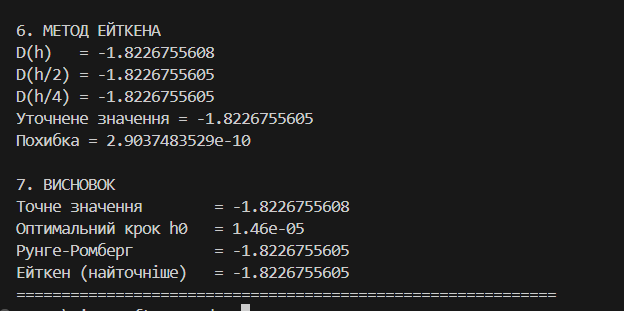 6. МЕТОД ЕЙТКЕНА
D(h)   = -1.8226755608
D(h/2) = -1.8226755605
D(h/4) = -1.8226755605
Уточнене значення = -1.8226755605
Похибка = 2.9037483529e-10
7. ВИСНОВОК
Точне значення        = -1.8226755608
Оптимальний крок h0   = 1.46e-05
Рунге-Ромберг         = -1.8226755605
Ейткен (найточніше)   = -1.8226755605
============================================================